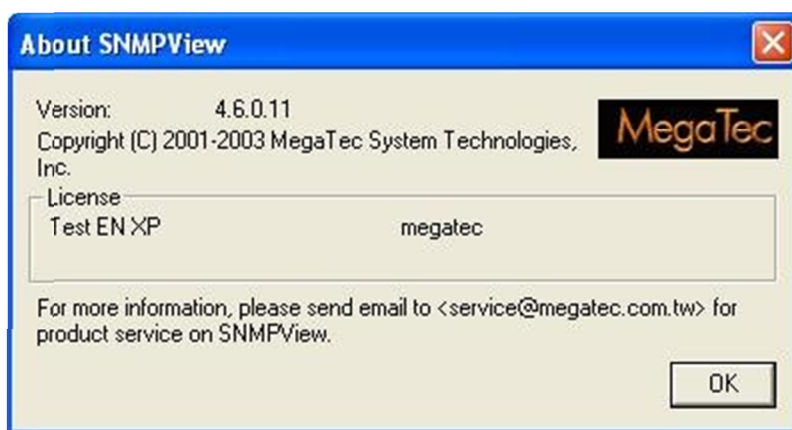 About SNMPView
Version: 4.6.0.11
MegaTec
Copyright (C) 2001-2003 MegaTec System Technologies,
Inc.
License
Test EN XP megatec
For more information, please send email to <service@megatec.com.tw> for
product service on SNMPView.
OK